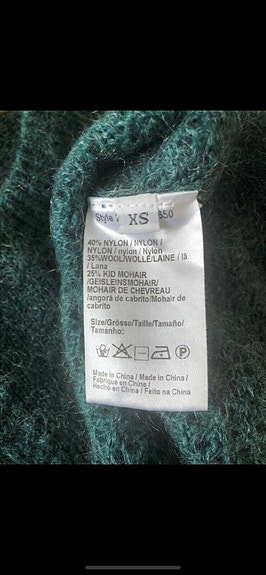 Style :
XS
850
40% NYLON / NYLON /
NYLON / nylon / Nylon
35%WOOL/WOLLE/LAINE / lã
/ Lana
25% KID MOHAIR
/GEISLEINSMOHAIR/
MOHAIR DE CHEVREAU
/angorà de cabrito/Mohair de
cabrito
Size/Grösse/Taille/Tamaño/
Tamanho:
P
Made in China / Made in China /
Fabriqué en Chine /
Hecho en China / Feito na China